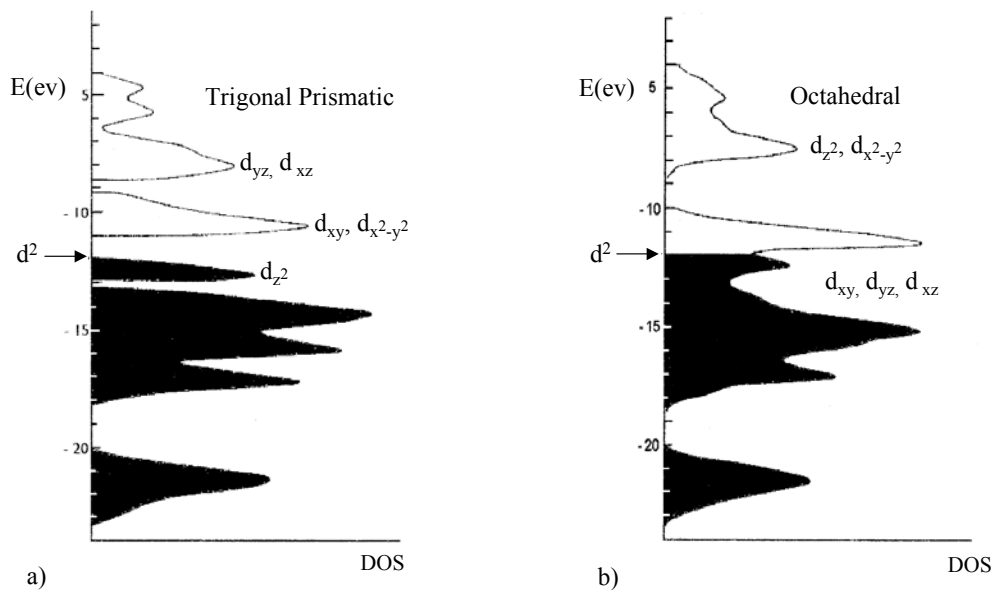 E(ev)
Trigonal Prismatic
5
d_yz, d_xz
- 10
d_xy, d_x²-y²
d²
d_z²
- 15
- 20
DOS
a)
E(ev)
Octahedral
5
d_z², d_x²-y²
-10
d²
d_xy, d_yz, d_xz
-15
-20
DOS
b)